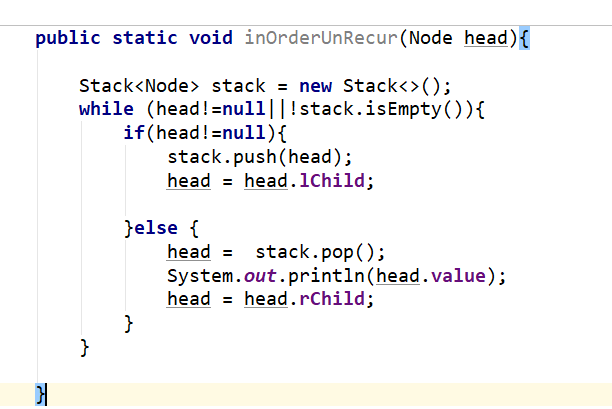 public static void inOrderUnRecur(Node head){
Stack<Node> stack = new Stack<>();
while (head!=null||!stack.isEmpty()){
if(head!=null){
stack.push(head);
head = head.lChild;
}else {
head =  stack.pop();
System.out.println(head.value);
head = head.rChild;
}
}
}